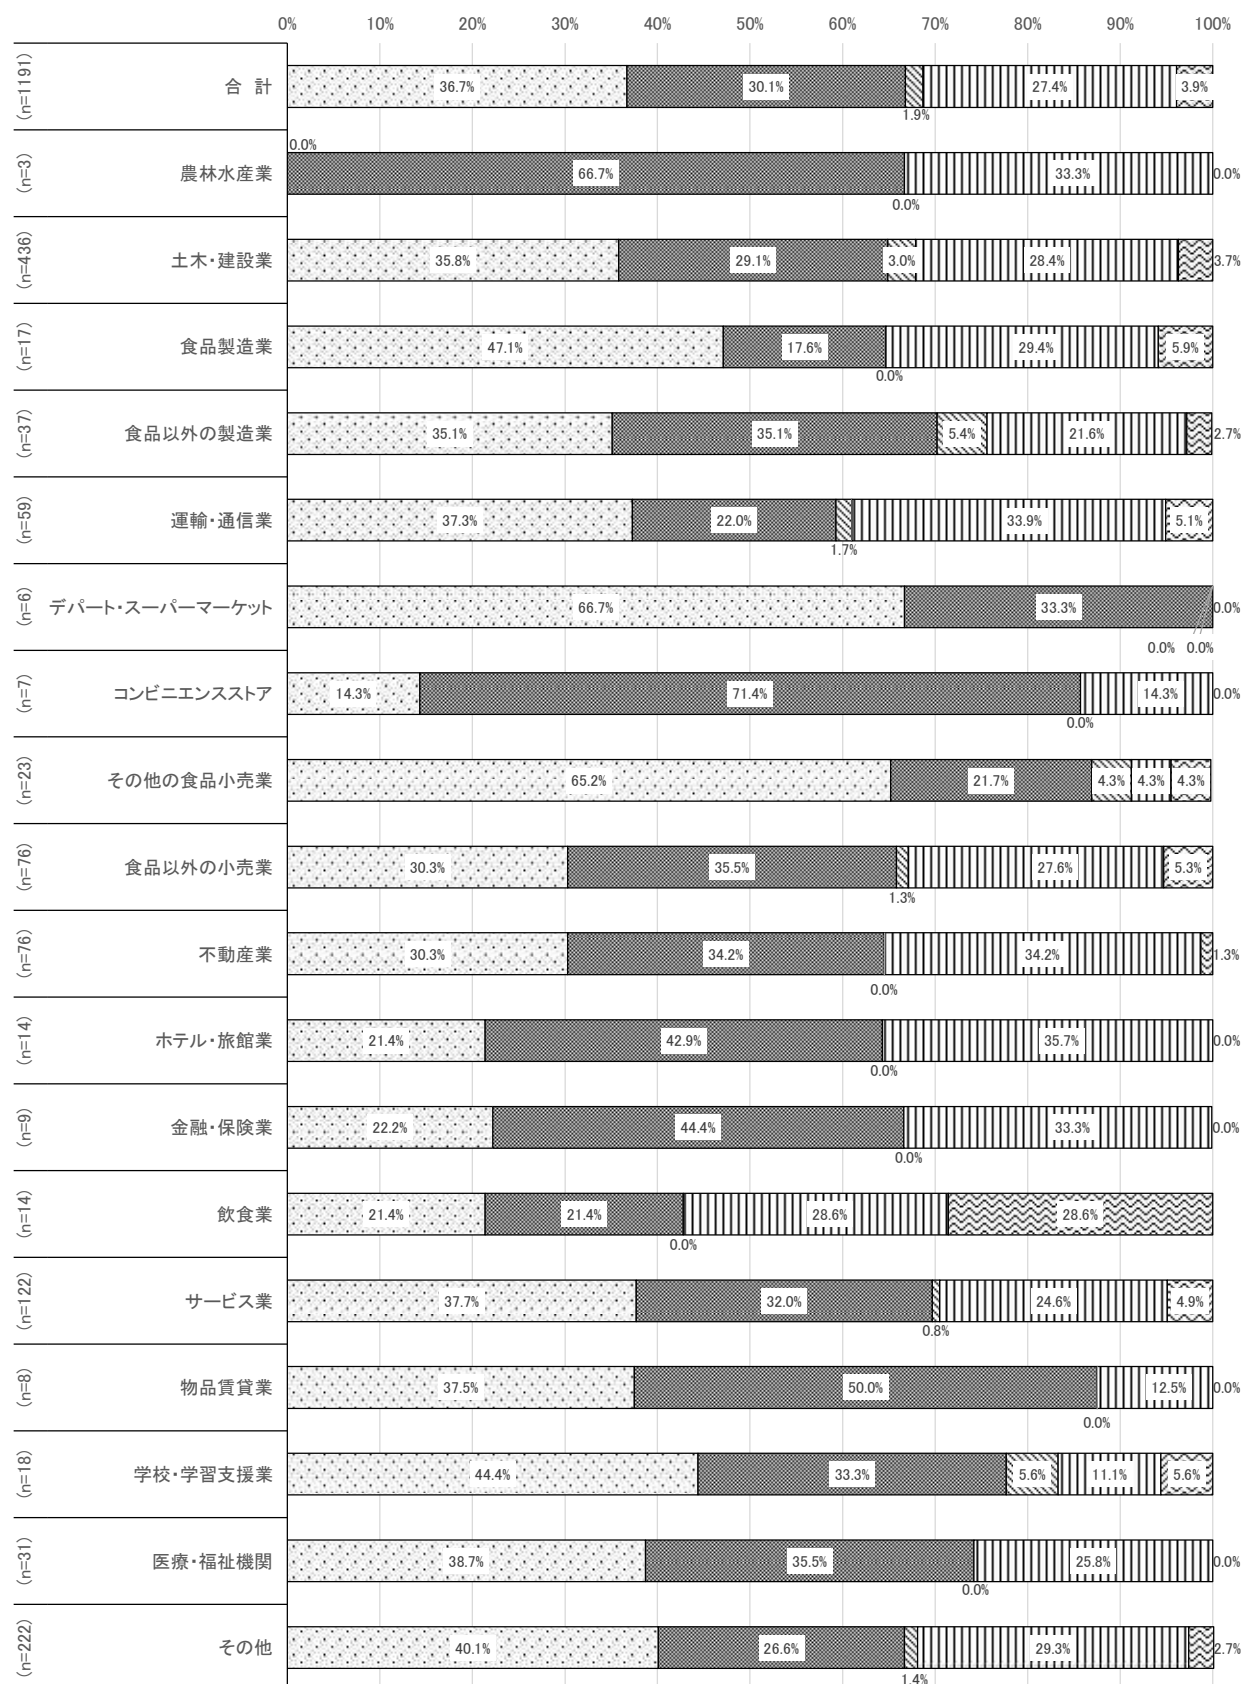 0% 10% 20% 30% 40% 50% 60% 70% 80% 90% 100%
(n=1191) 合 計 36.7% 30.1% 1.9% 27.4% 3.9%
(n=3) 農林水産業 0.0% 66.7% 0.0% 33.3% 0.0%
(n=436) 土木・建設業 35.8% 29.1% 3.0% 28.4% 3.7%
(n=17) 食品製造業 47.1% 17.6% 0.0% 29.4% 5.9%
(n=37) 食品以外の製造業 35.1% 35.1% 5.4% 21.6% 2.7%
(n=59) 運輸・通信業 37.3% 22.0% 1.7% 33.9% 5.1%
(n=6) デパート・スーパーマーケット 66.7% 33.3% 0.0% 0.0% 0.0%
(n=7) コンビニエンスストア 14.3% 71.4% 0.0% 14.3% 0.0%
(n=23) その他の食品小売業 65.2% 21.7% 4.3% 4.3% 4.3%
(n=76) 食品以外の小売業 30.3% 35.5% 1.3% 27.6% 5.3%
(n=76) 不動産業 30.3% 34.2% 0.0% 34.2% 1.3%
(n=14) ホテル・旅館業 21.4% 42.9% 0.0% 35.7% 0.0%
(n=9) 金融・保険業 22.2% 44.4% 0.0% 33.3% 0.0%
(n=14) 飲食業 21.4% 21.4% 0.0% 28.6% 28.6%
(n=122) サービス業 37.7% 32.0% 0.8% 24.6% 4.9%
(n=8) 物品賃貸業 37.5% 50.0% 0.0% 12.5% 0.0%
(n=18) 学校・学習支援業 44.4% 33.3% 5.6% 11.1% 5.6%
(n=31) 医療・福祉機関 38.7% 35.5% 0.0% 25.8% 0.0%
(n=222) その他 40.1% 26.6% 1.4% 29.3% 2.7%